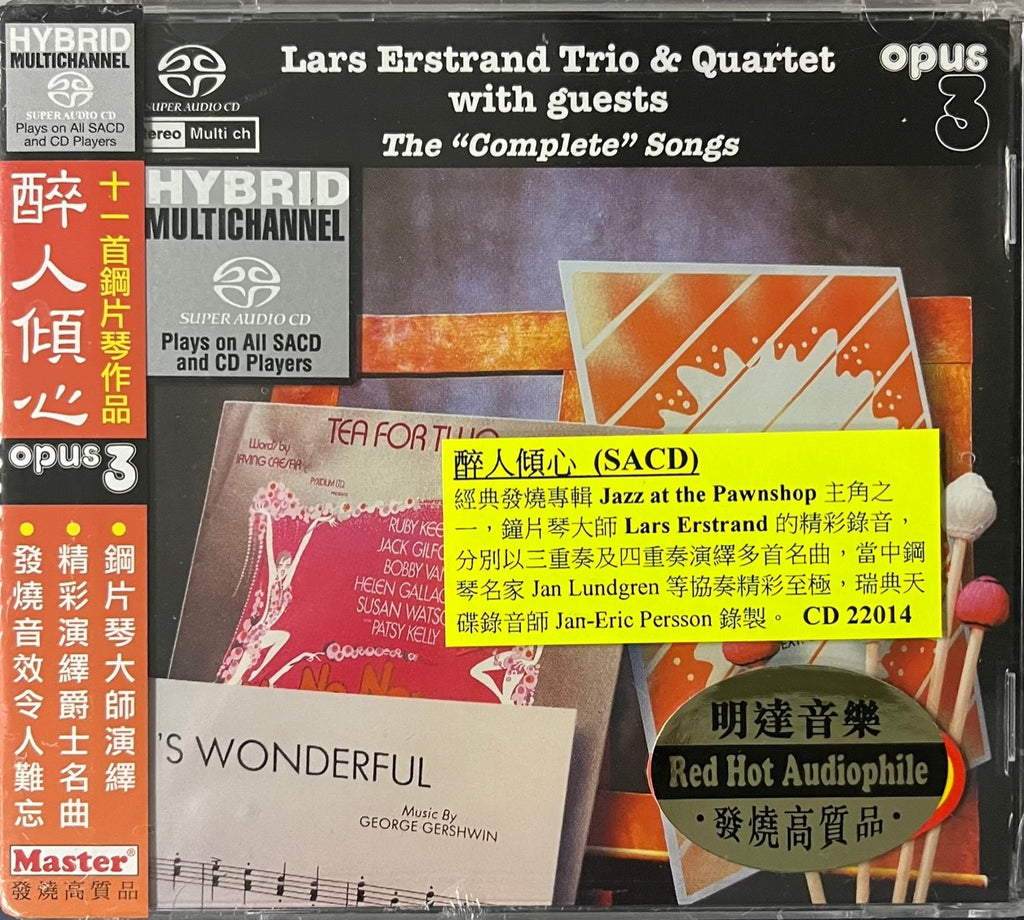 HYBRID
MULTICHANNEL
SUPER AUDIO CD
Plays on All SACD
and CD Players
醉人傾心
十一首鋼片琴作品
opus 3
• 鋼片琴大師演繹
• 精彩演繹爵士名曲
• 發燒音效令人難忘
Master®
發燒高質品
SUPER AUDIO CD
Stereo Multi ch
Lars Erstrand Trio & Quartet
with guests
The “Complete” Songs
opus
3
HYBRID
MULTICHANNEL
SUPER AUDIO CD
Plays on All SACD
and CD Players
TEA FOR TWO
Words by
IRVING CAESAR
RUBY KEE
JACK GILFO
BOBBY VAN
HELEN GALLAG
SUSAN WATSO
PATSY KELLY
No, No,
醉人傾心 (SACD)
經典發燒專輯 Jazz at the Pawnshop 主角之
一，鐘片琴大師 Lars Erstrand 的精彩錄音，
分別以三重奏及四重奏演繹多首名曲，當中鋼
琴名家 Jan Lundgren 等協奏精彩至極，瑞典天
碟錄音師 Jan-Eric Persson 錄製。 CD 22014
'S WONDERFUL
Music By
GEORGE GERSHWIN
明達音樂
Red Hot Audiophile
·發燒高質品·